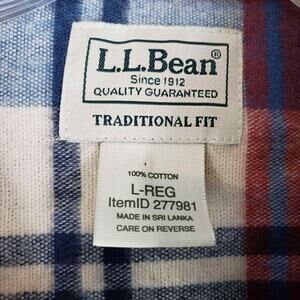 L.L.Bean®
Since 1912
QUALITY GUARANTEED
TRADITIONAL FIT
100% COTTON
L-REG
ItemID 277981
MADE IN SRI LANKA
CARE ON REVERSE